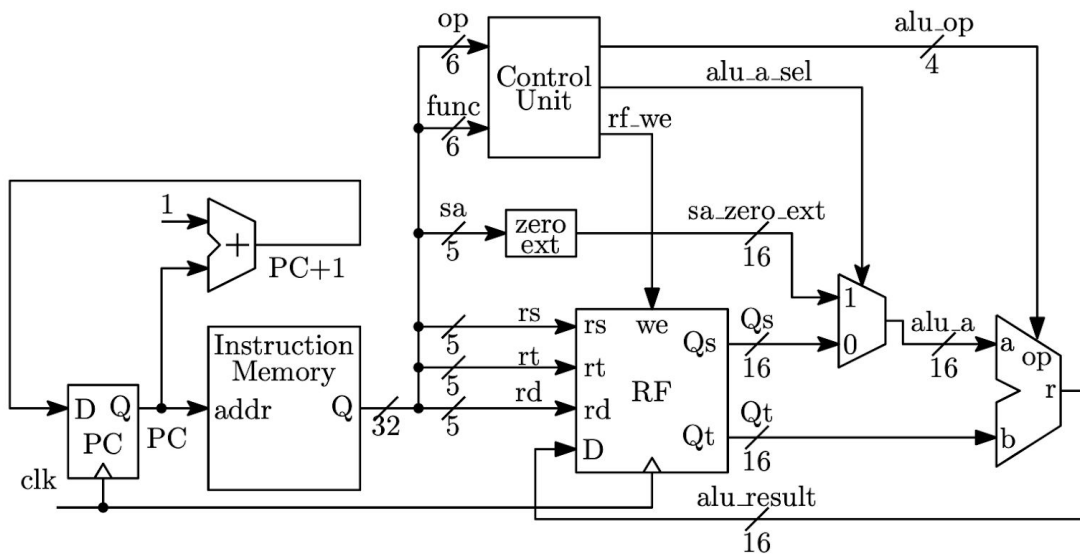 op
6
func
6
Control
Unit
alu_op
4
alu_a_sel
rf_we
1
+
PC+1
sa
5
zero
ext
sa_zero_ext
16
Instruction
Memory
addr
Q
32
D Q
PC
PC
clk
rs
5
rt
5
rd
5
rs
rt
rd
D
we
RF
Qs
Qt
Qs
16
Qt
16
1
0
alu_a
16
a
op
r
b
alu_result
16